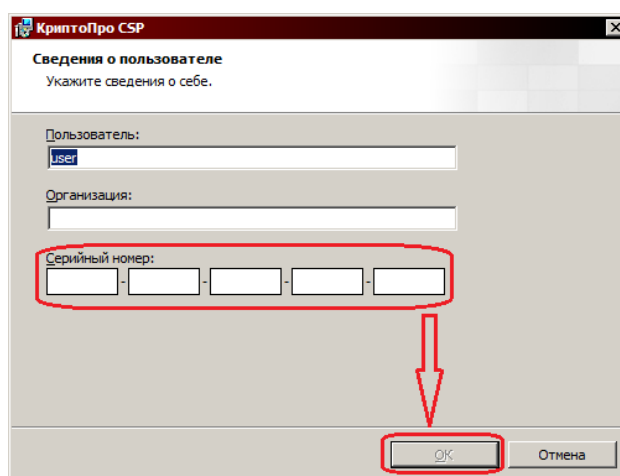 КриптоПро CSP
Сведения о пользователе
Укажите сведения о себе.
Пользователь:
user
Организация:
Серийный номер:
- - - -
OK Отмена